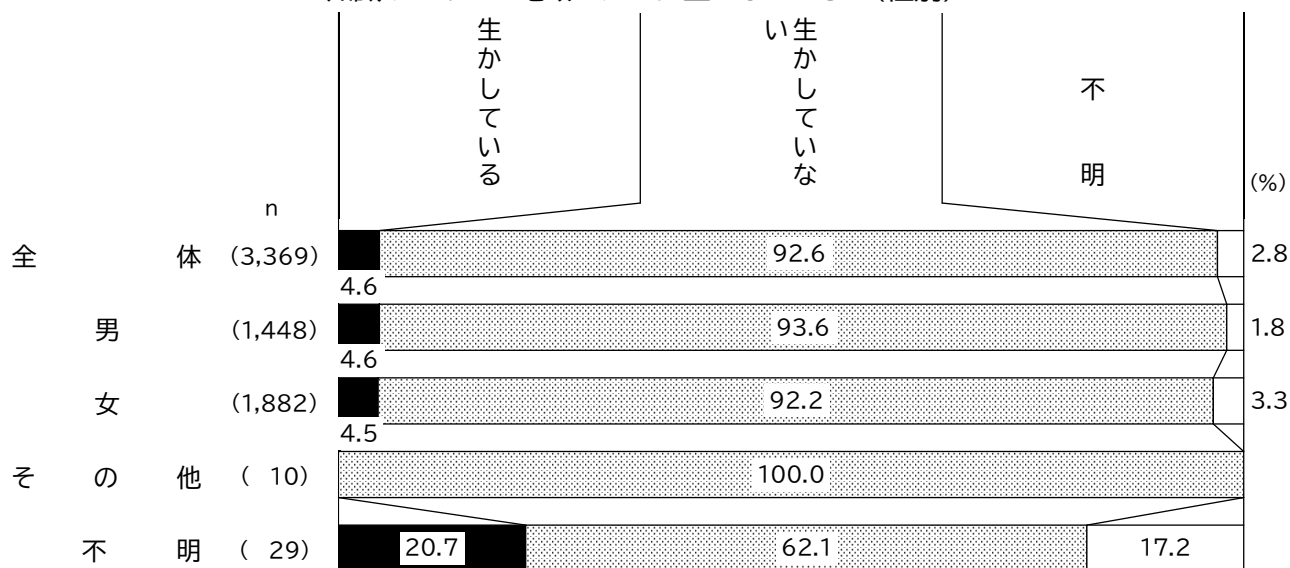 生かしている
生かしていない
不明
(%)
n
全体 (3,369) 92.6 2.8
4.6
男 (1,448) 93.6 1.8
4.6
女 (1,882) 92.2 3.3
4.5
その他 ( 10) 100.0
不明 ( 29) 20.7 62.1 17.2